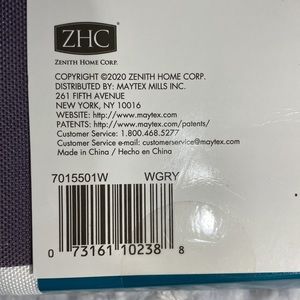 ZHC
ZENITH HOME CORP.
COPYRIGHT ©2020 ZENITH HOME CORP.
DISTRIBUTED BY: MAYTEX MILLS INC.
261 FIFTH AVENUE
NEW YORK, NY 10016
WEBSITE: http://www.maytex.com
PATENTS: http://www.maytex.com/patents/
Customer Service: 1.800.468.5277
Customer Service e-mail: customerservice@maytex.com
Made in China / Hecho en China
7015501W WGRY
0 73161 10238 8